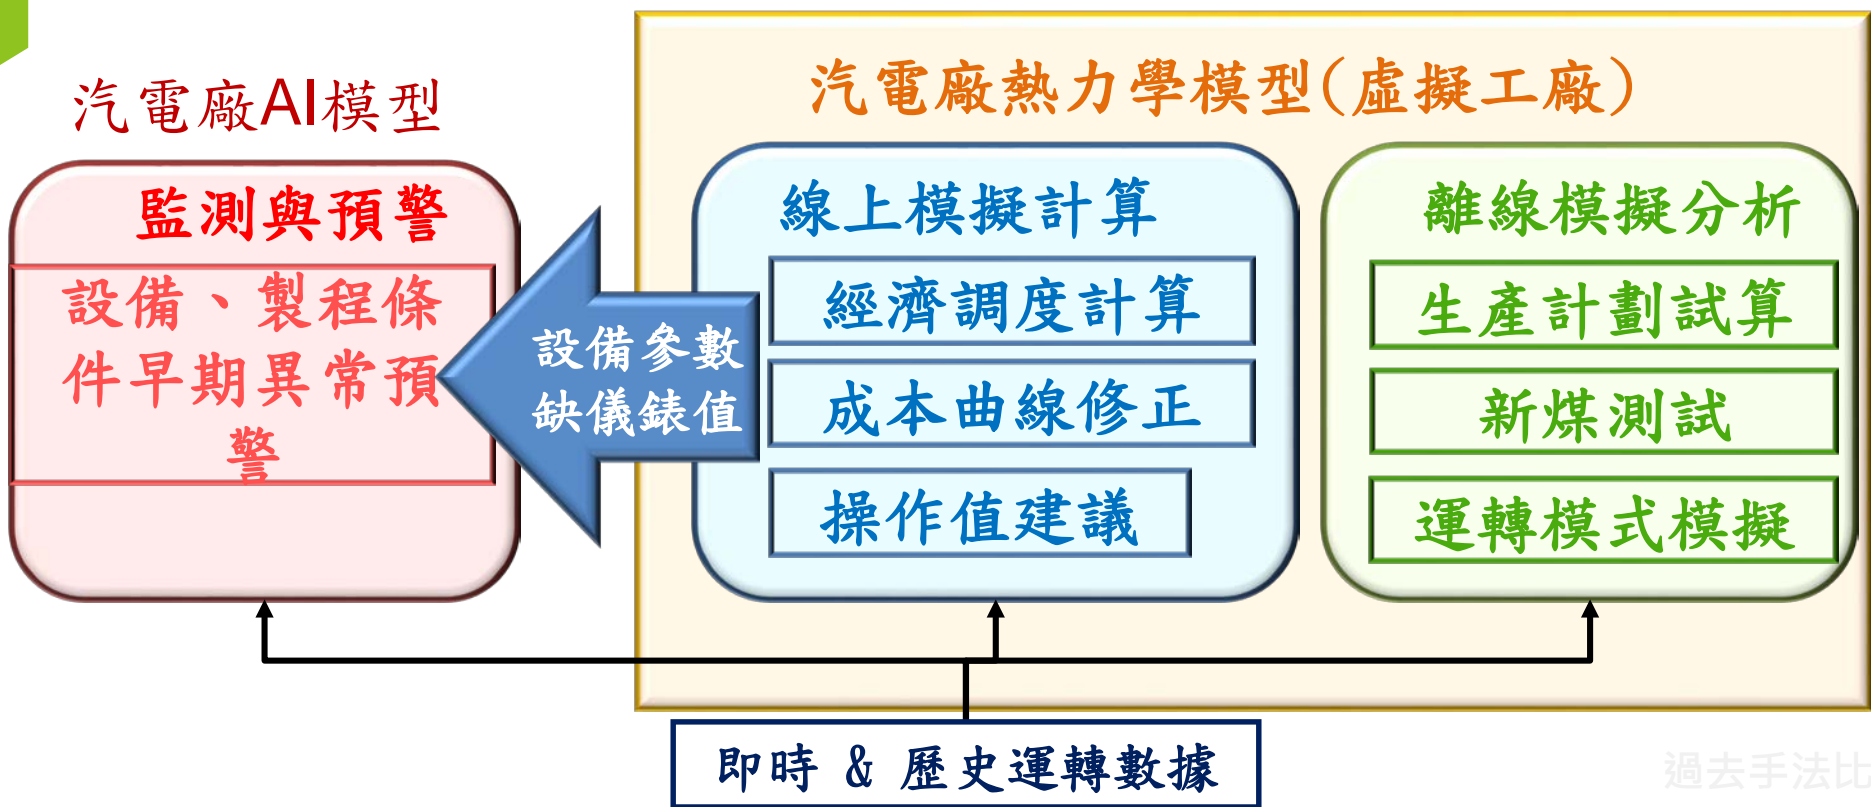 汽電廠AI模型
監測與預警
設備、製程條
件早期異常預
警
設備參數
缺儀錶值
汽電廠熱力學模型(虛擬工廠)
線上模擬計算
經濟調度計算
成本曲線修正
操作值建議
離線模擬分析
生產計劃試算
新煤測試
運轉模式模擬
即時 & 歷史運轉數據
過去手法比